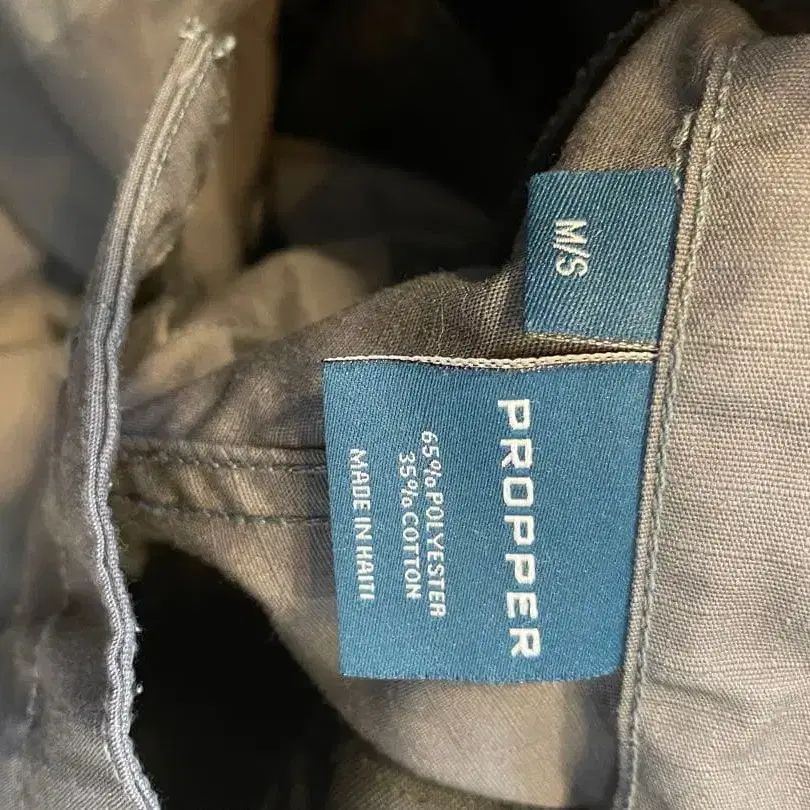 M/S
PROPPER
65% POLYESTER
35% COTTON
MADE IN HAITI